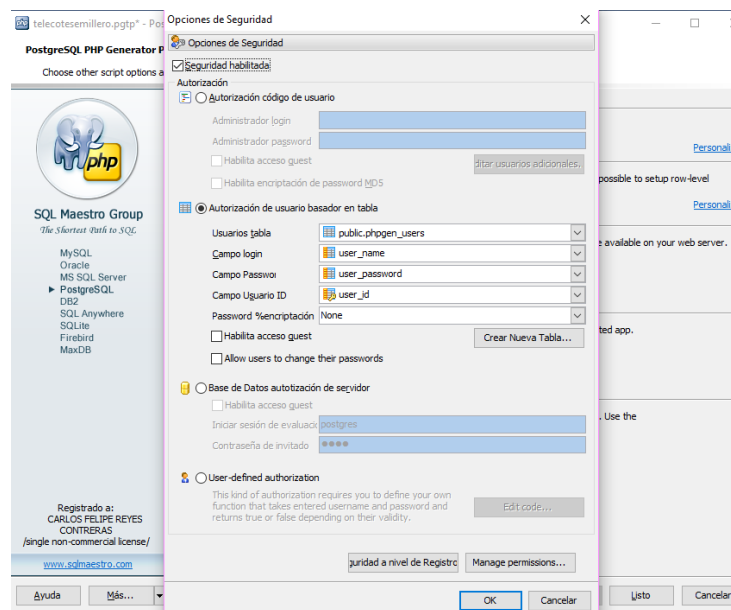 telecotesemillero.pgtp* - Pos
PostgreSQL PHP Generator P
Choose other script options a
php
SQL Maestro Group
The Shortest Path to SQL
MySQL
Oracle
MS SQL Server
PostgreSQL
DB2
SQL Anywhere
SQLite
Firebird
MaxDB
Registrado a:
CARLOS FELIPE REYES
CONTRERAS
/single non-commercial license/
www.sqlmaestro.com
Ayuda
Más...
Opciones de Seguridad
Opciones de Seguridad
Seguridad habilitada
Autorización
Autorización código de usuario
Administrador login
Administrador password
Habilita acceso guest
ditar usuarios adicionales.
Habilita encriptación de password MD5
Autorización de usuario basador en tabla
Usuarios tabla public.phpgen_users
Campo login user_name
Campo Passwor user_password
Campo Usuario ID user_id
Password %encriptación None
Habilita acceso guest
Crear Nueva Tabla...
Allow users to change their passwords
Base de Datos autotización de servidor
Habilita acceso guest
Iniciar sesión de evaluació postgres
Contraseña de invitado ●●●●
User-defined authorization
This kind of authorization requires you to define your own
function that takes entered username and password and
returns true or false depending on their validity.
Edit code...
juridad a nivel de Registro
Manage permissions...
OK
Cancelar
Personali
possible to setup row-level
Personali
e available on your web server.
ted app.
. Use the
Listo
Cancelar